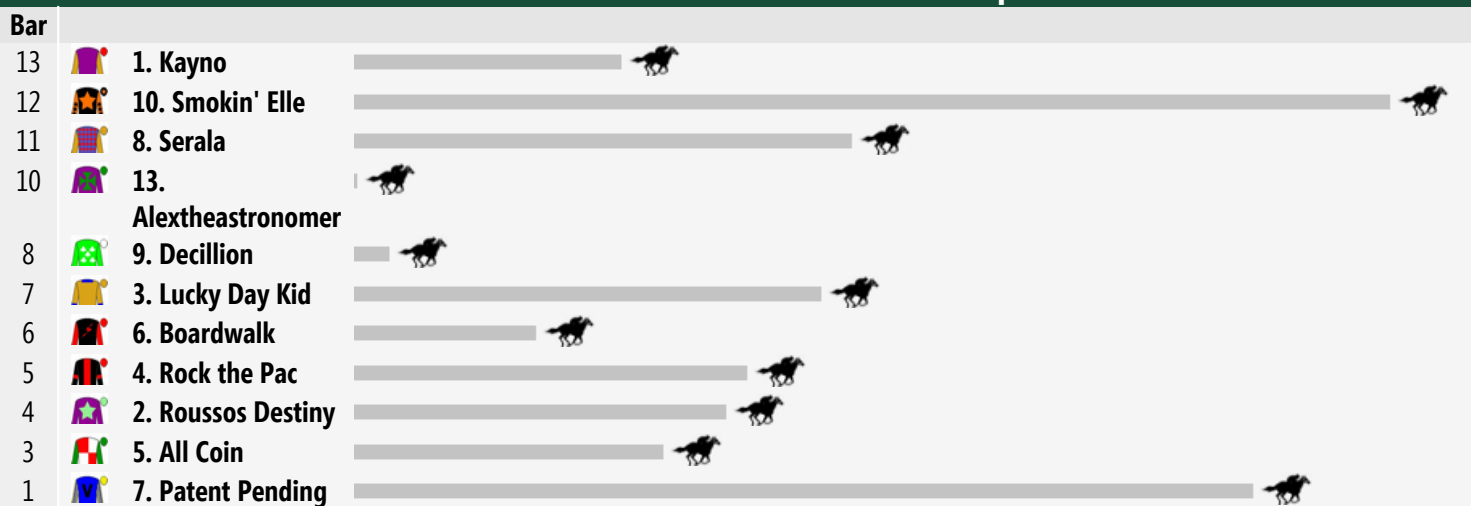 Bar
13 1. Kayno
12 10. Smokin' Elle
11 8. Serala
10 13.
Alextheastronomer
8 9. Decillion
7 3. Lucky Day Kid
6 6. Boardwalk
5 4. Rock the Pac
4 2. Roussos Destiny
3 5. All Coin
1 V 7. Patent Pending